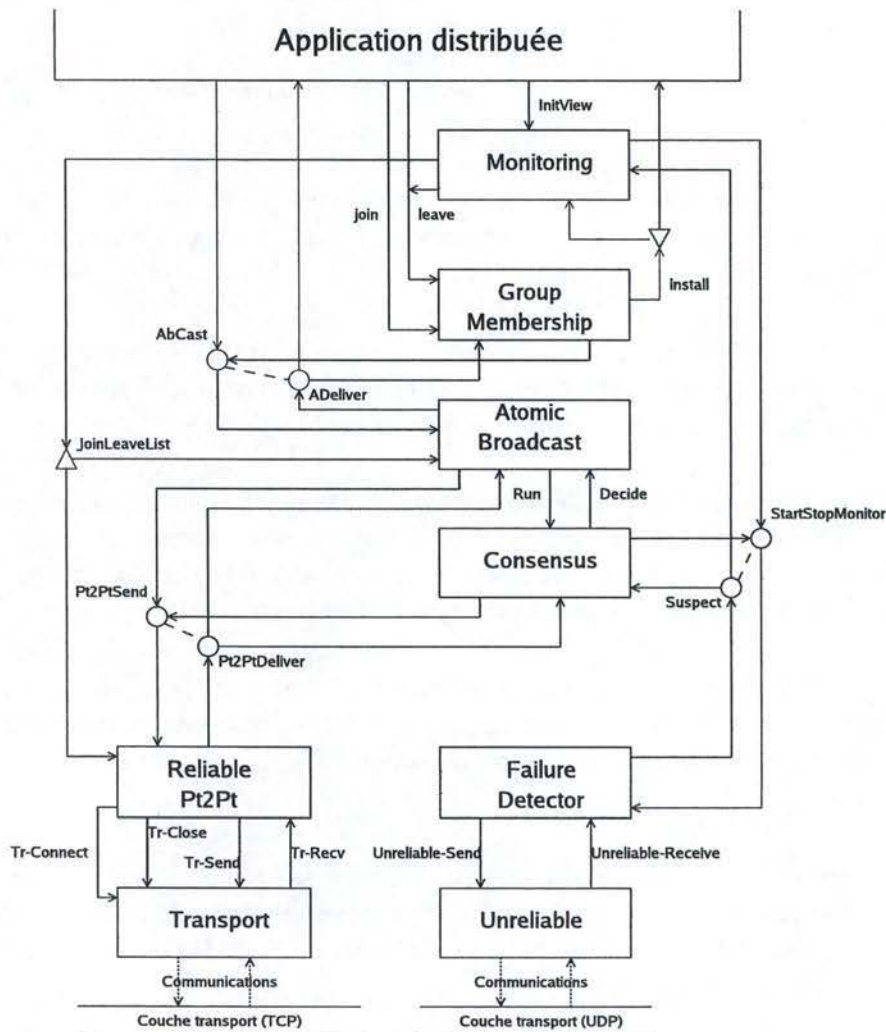 Application distribuée
InitView
Monitoring
join
leave
Install
Group
Membership
AbCast
ADeliver
Atomic
Broadcast
JoinLeaveList
Run
Decide
StartStopMonitor
Consensus
Pt2PtSend
Suspect
Pt2PtDeliver
Reliable
Pt2Pt
Failure
Detector
Tr-Close
Tr-Connect
Tr-Send
Tr-Recv
Unreliable-Send
Unreliable-Receive
Transport
Unreliable
Communications
Communications
Couche transport (TCP)
Couche transport (UDP)